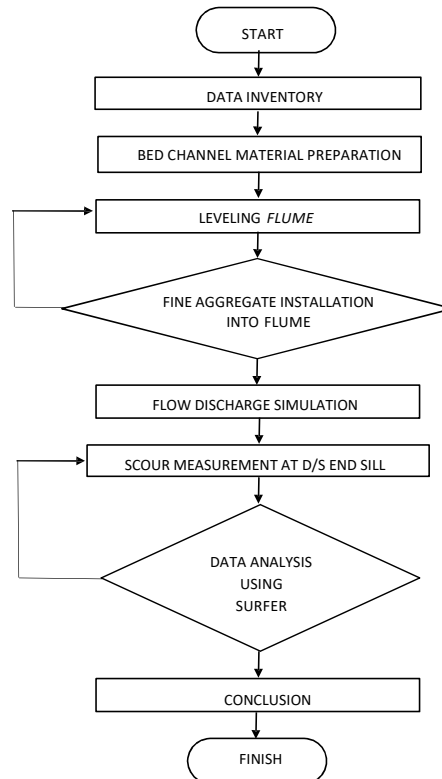 START
DATA INVENTORY
BED CHANNEL MATERIAL PREPARATION
LEVELING FLUME
FINE AGGREGATE INSTALLATION
INTO FLUME
FLOW DISCHARGE SIMULATION
SCOUR MEASUREMENT AT D/S END SILL
DATA ANALYSIS
USING
SURFER
CONCLUSION
FINISH